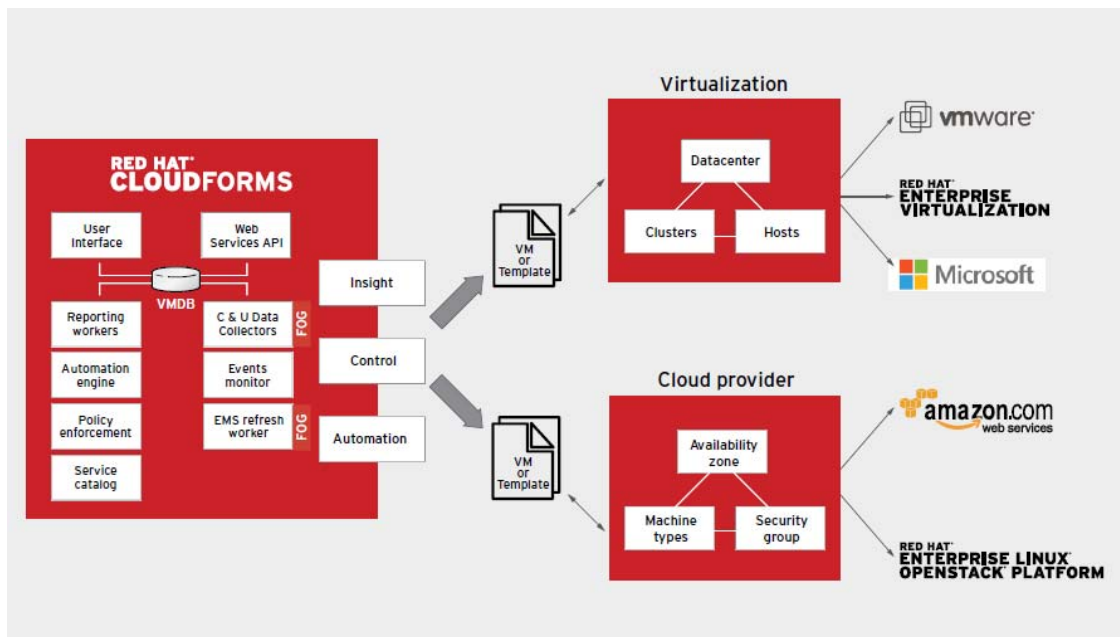 RED HAT®
CLOUDFORMS
User
Interface
Web
Services API
VMDB
Reporting
workers
C & U Data
Collectors
FOG
Automation
engine
Events
monitor
Policy
enforcement
EMS refresh
worker
FOG
Service
catalog
Insight
Control
Automation
VM
or
Template
VM
or
Template
Virtualization
Datacenter
Clusters
Hosts
vmware®
RED HAT®
ENTERPRISE
VIRTUALIZATION
Microsoft
Cloud provider
Availability
zone
Machine
types
Security
group
amazon.com
web services
RED HAT®
ENTERPRISE LINUX®
OPENSTACK® PLATFORM